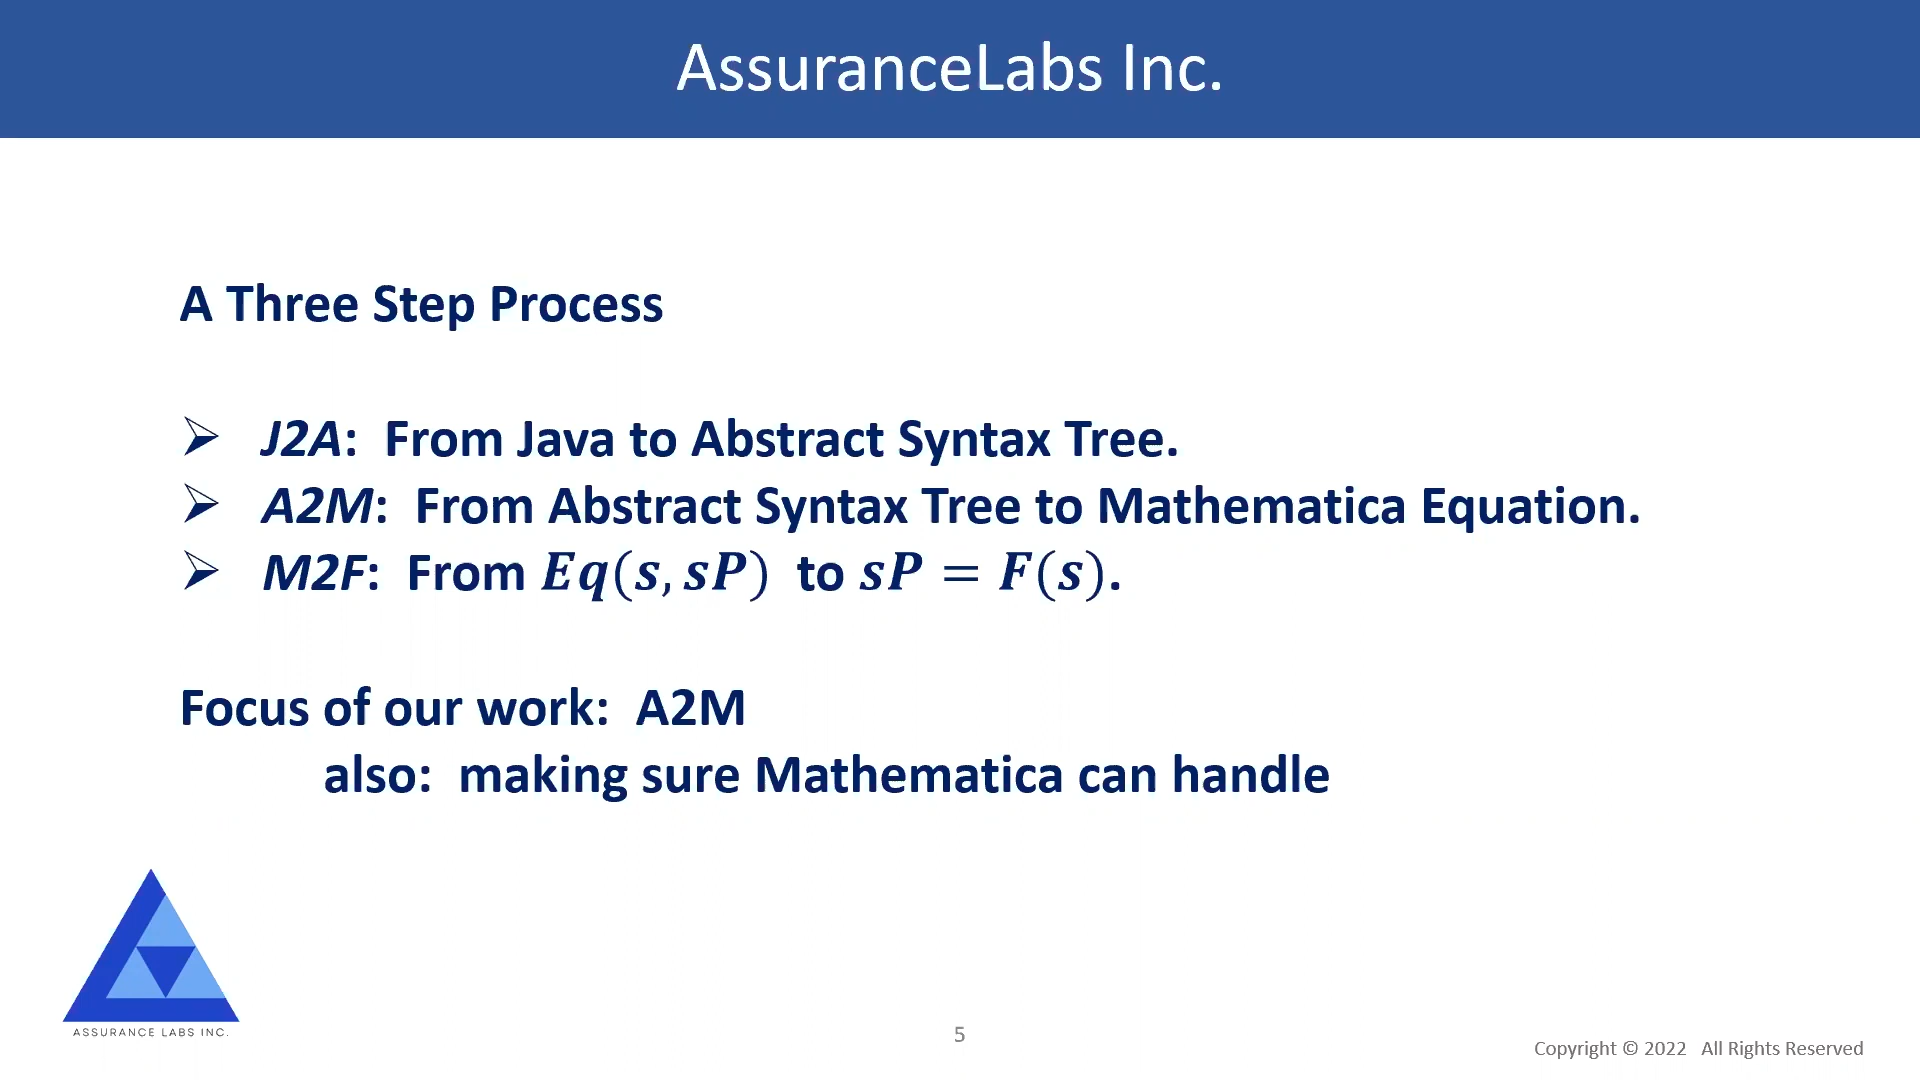 AssuranceLabs Inc.
A Three Step Process
➢ J2A: From Java to Abstract Syntax Tree.
➢ A2M: From Abstract Syntax Tree to Mathematica Equation.
➢ M2F: From Eq(s, sP) to sP = F(s).
Focus of our work: A2M
also: making sure Mathematica can handle
ASSURANCE LABS INC.
5
Copyright © 2022 All Rights Reserved